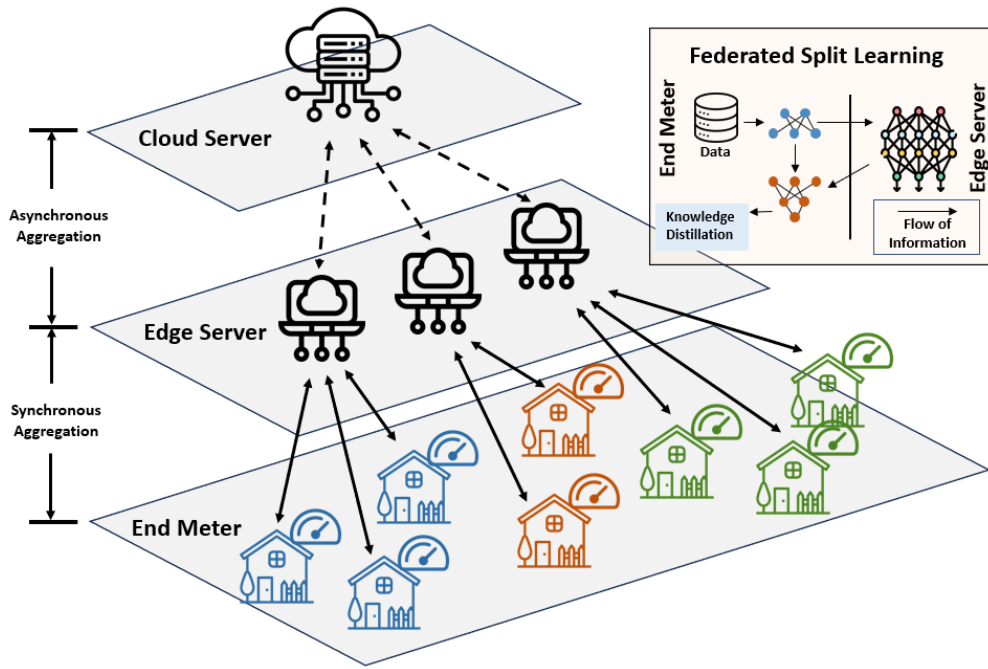 Federated Split Learning
End Meter
Data
Edge Server
Knowledge
Distillation
Flow of
Information
Cloud Server
Asynchronous
Aggregation
Edge Server
Synchronous
Aggregation
End Meter